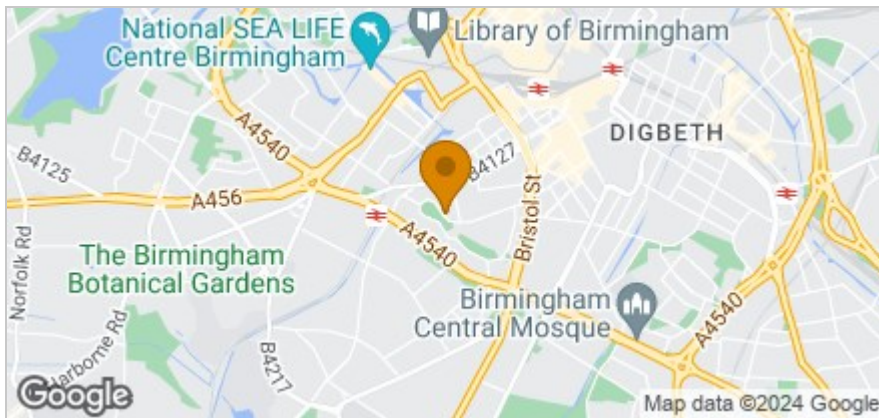 National SEA LIFE
Centre Birmingham
Library of Birmingham
A4540
DIGBETH
B4127
B4125
A456
Bristol St
A4540
The Birmingham
Botanical Gardens
Norfolk Rd
Birmingham
Central Mosque
A4540
Harborne Rd
B4217
Google
Map data ©2024 Google